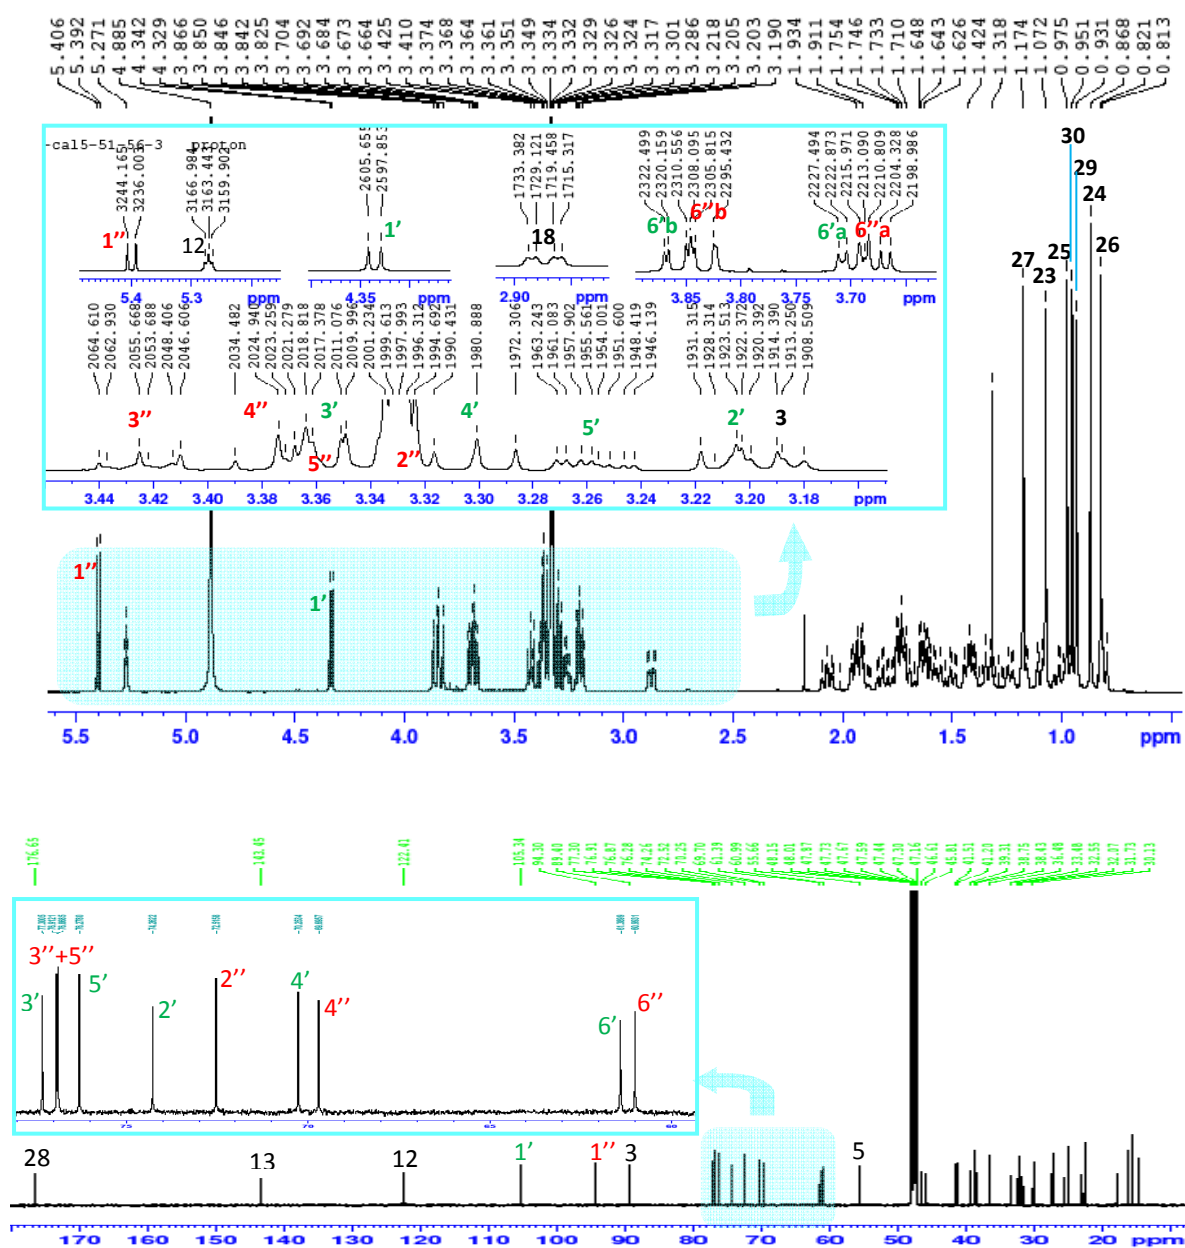 5.406 5.392 5.271 4.885 4.342 4.329 3.866 3.850 3.846 3.842 3.825 3.704 3.692 3.684 3.673 3.664 3.425 3.410 3.374 3.368 3.364 3.361 3.351 3.349 3.334 3.332 3.329 3.326 3.324 3.317 3.301 3.286 3.218 3.205 3.203 3.190 1.934 1.911 1.754 1.746 1.733 1.710 1.648 1.643 1.626 1.424 1.318 1.174 1.072 0.975 0.951 0.931 0.868 0.821 0.813
-cal5-51-56-3 proton
3166.984 3163.443 3159.902
2597.853
1733.382 1729.121 1719.458 1715.317
2322.499 2320.159 2310.556 2308.095 2305.815 2295.432
2227.494 2222.873 2215.971 2213.090 2210.809 2204.328 2198.986
30
29
24
1’’ 12 1’ 18 6’b 6’’b 6’a 6’’a
27 23 25 26
5.4 5.3 ppm 4.35 ppm 2.90 ppm 3.85 3.80 3.75 3.70 ppm
2064.610 2062.930 2055.668 2053.688 2048.406 2046.606 2034.482 2024.940 2023.259 2021.279 2018.818 2017.378 2011.076 2009.996 2001.234 1999.613 1997.993 1996.312 1994.692 1990.431 1980.888 1972.306 1963.243 1961.083 1957.902 1955.561 1954.001 1951.600 1948.419 1946.139 1931.315 1928.314 1923.513 1922.372 1920.392 1914.390 1913.250 1908.509
3’’ 4’’ 5’’ 3’ 2’’ 4’ 5’ 2’ 3
3.44 3.42 3.40 3.38 3.36 3.34 3.32 3.30 3.28 3.26 3.24 3.22 3.20 3.18 ppm
1’’ 1’
5.5 5.0 4.5 4.0 3.5 3.0 2.5 2.0 1.5 1.0 ppm
176.66 143.45 122.41 105.34 94.30 89.40 77.30 76.91 76.87 76.28 74.26 72.52 70.25 69.70 61.39 60.99 55.66 48.15 48.01 47.87 47.73 47.67 47.59 47.44 47.30 47.16 46.61 45.81 41.51 41.20 39.31 38.75 38.43 36.49 33.48 32.55 32.07 31.73 30.13
3’ 3’’+5’’ 5’ 2’ 2’’ 4’ 4’’ 6’ 6’’
75 70 65 60
28 13 12 1’ 1’’ 3 5
170 160 150 140 130 120 110 100 90 80 70 60 50 40 30 20 ppm